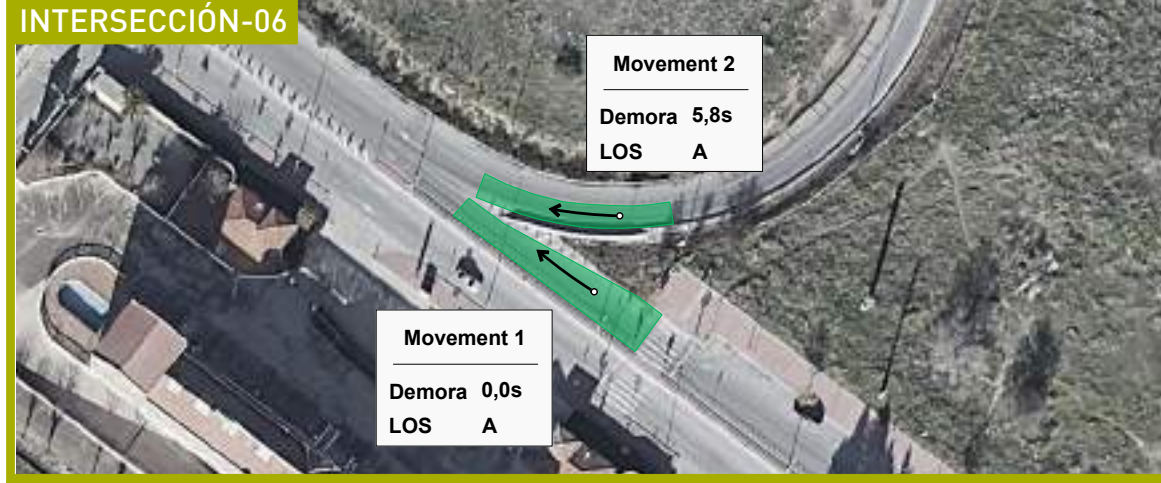 INTERSECCIÓN-06
Movement 2
Demora 5,8s
LOS A
Movement 1
Demora 0,0s
LOS A